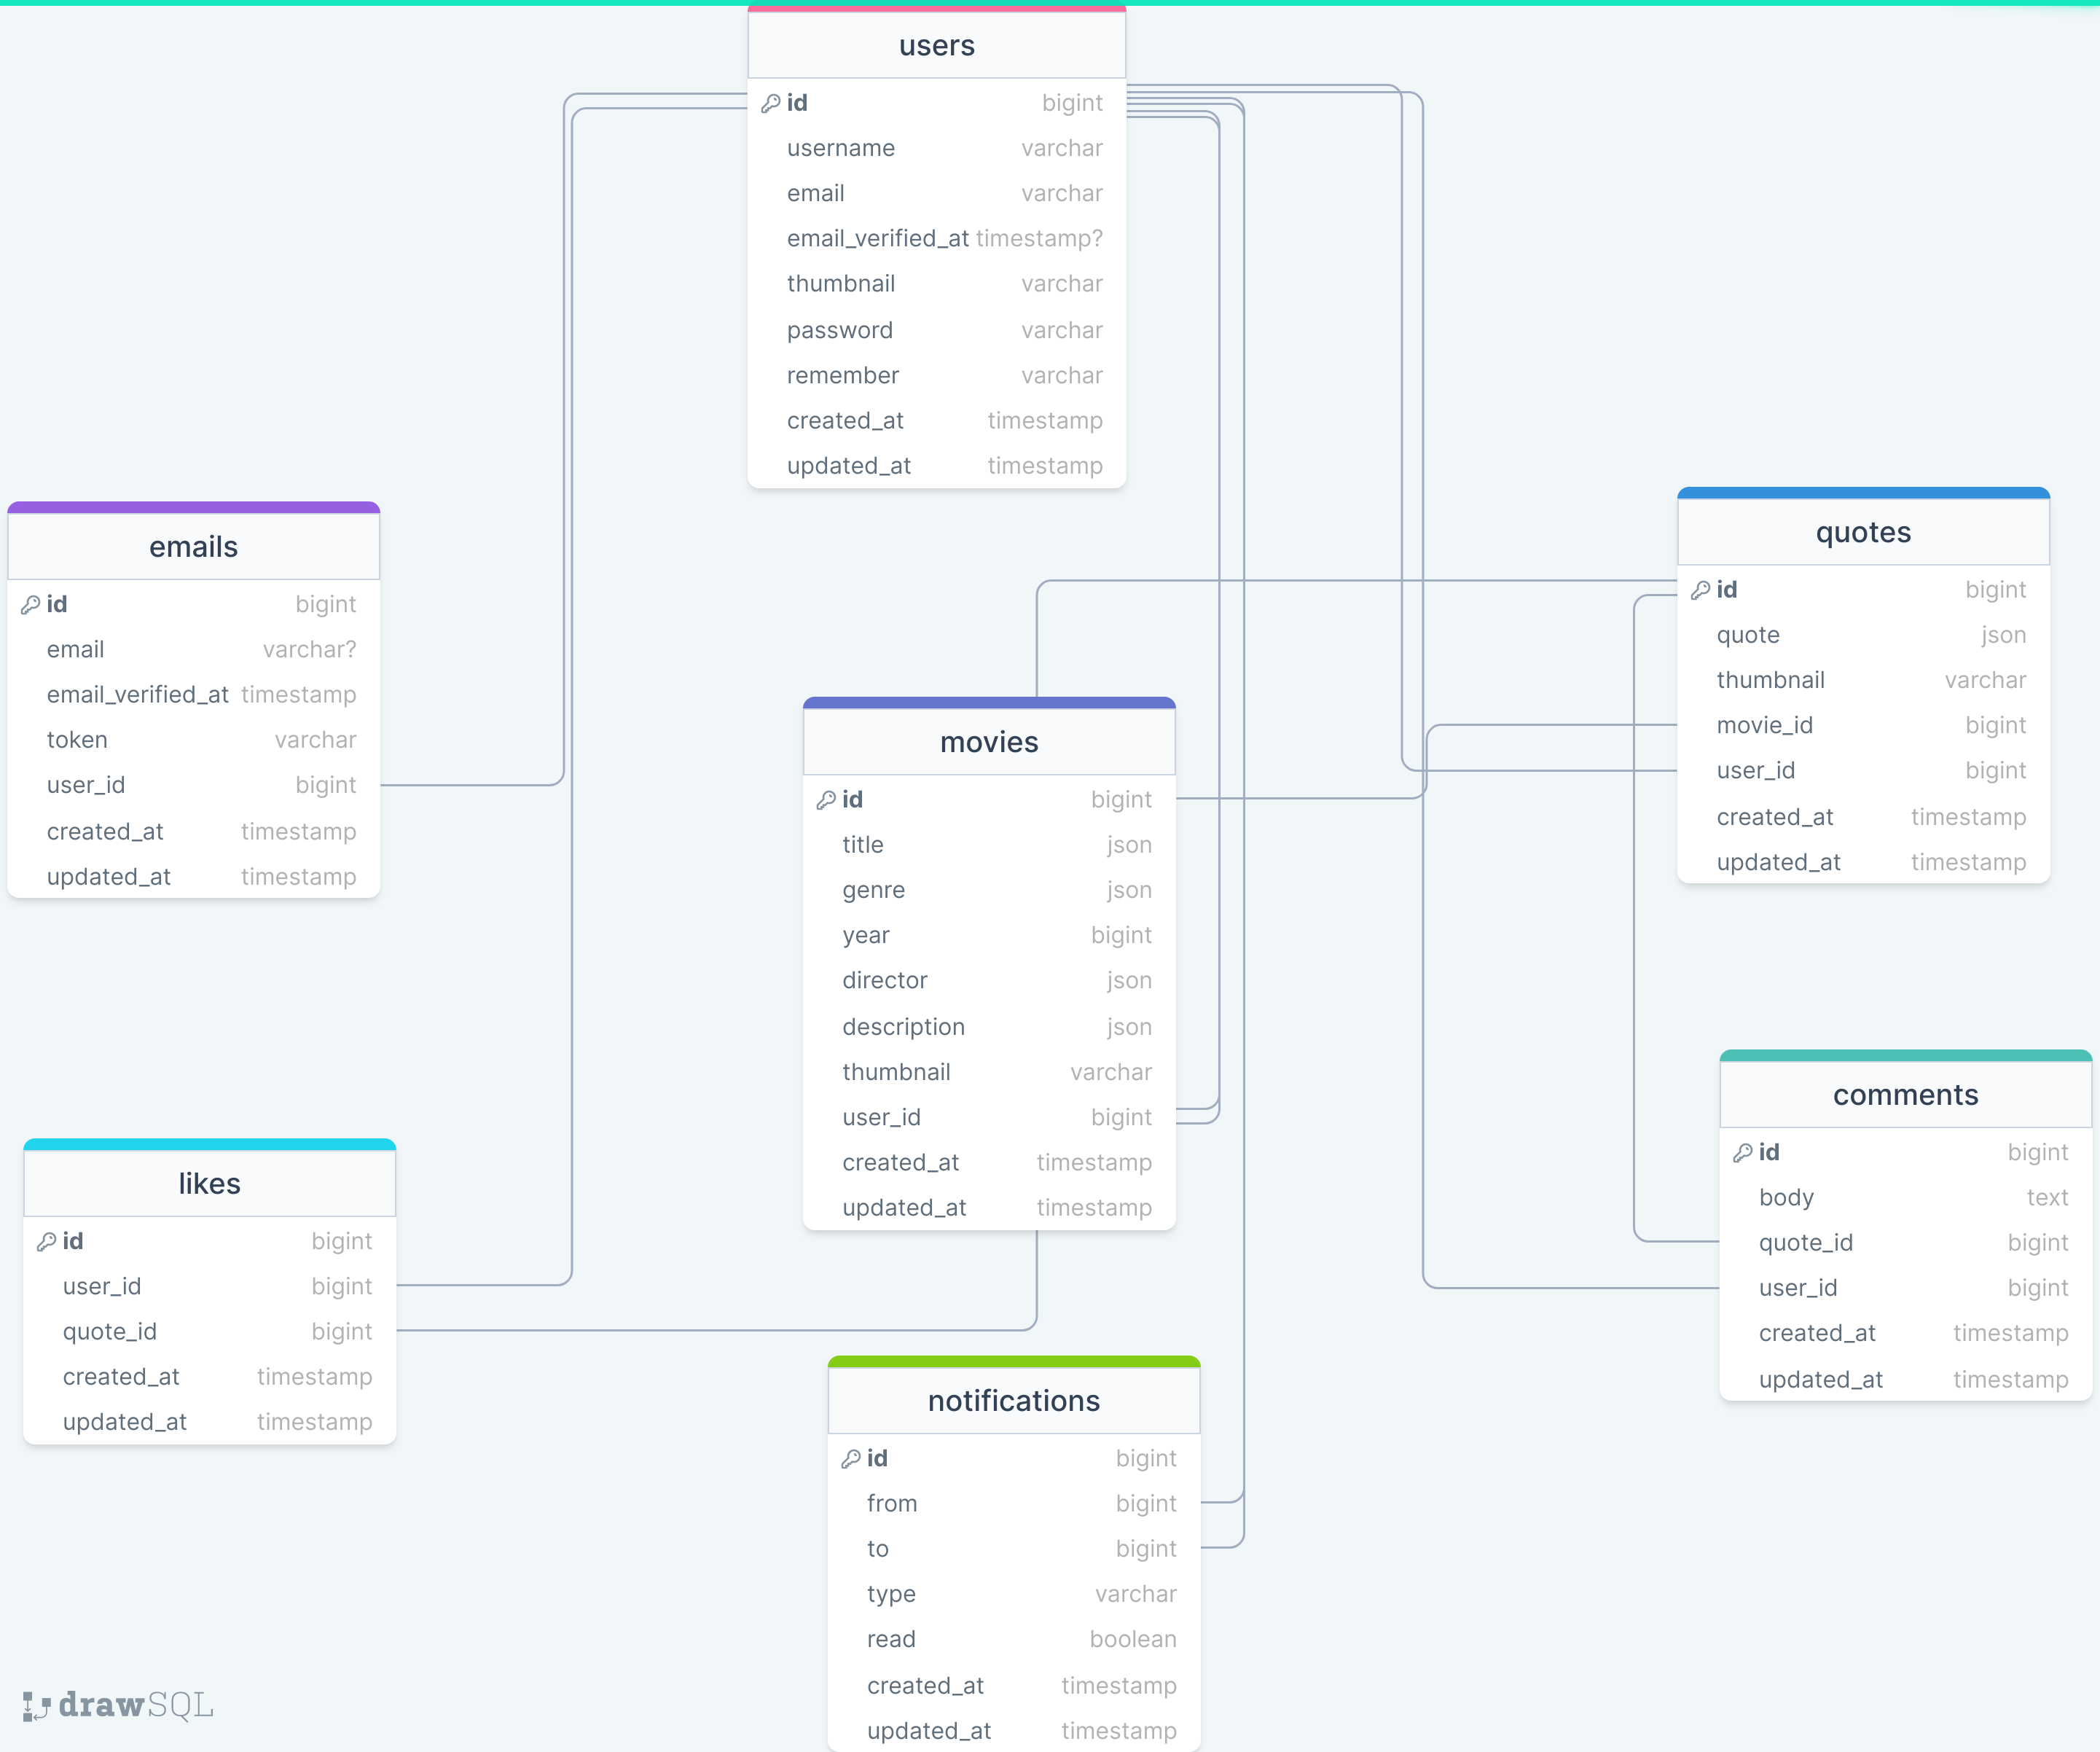 users
id bigint
username varchar
email varchar
email_verified_at timestamp?
thumbnail varchar
password varchar
remember varchar
created_at timestamp
updated_at timestamp
emails
id bigint
email varchar?
email_verified_at timestamp
token varchar
user_id bigint
created_at timestamp
updated_at timestamp
quotes
id bigint
quote json
thumbnail varchar
movie_id bigint
user_id bigint
created_at timestamp
updated_at timestamp
movies
id bigint
title json
genre json
year bigint
director json
description json
thumbnail varchar
user_id bigint
created_at timestamp
updated_at timestamp
comments
id bigint
body text
quote_id bigint
user_id bigint
created_at timestamp
updated_at timestamp
likes
id bigint
user_id bigint
quote_id bigint
created_at timestamp
updated_at timestamp
notifications
id bigint
from bigint
to bigint
type varchar
read boolean
created_at timestamp
updated_at timestamp
drawSQL